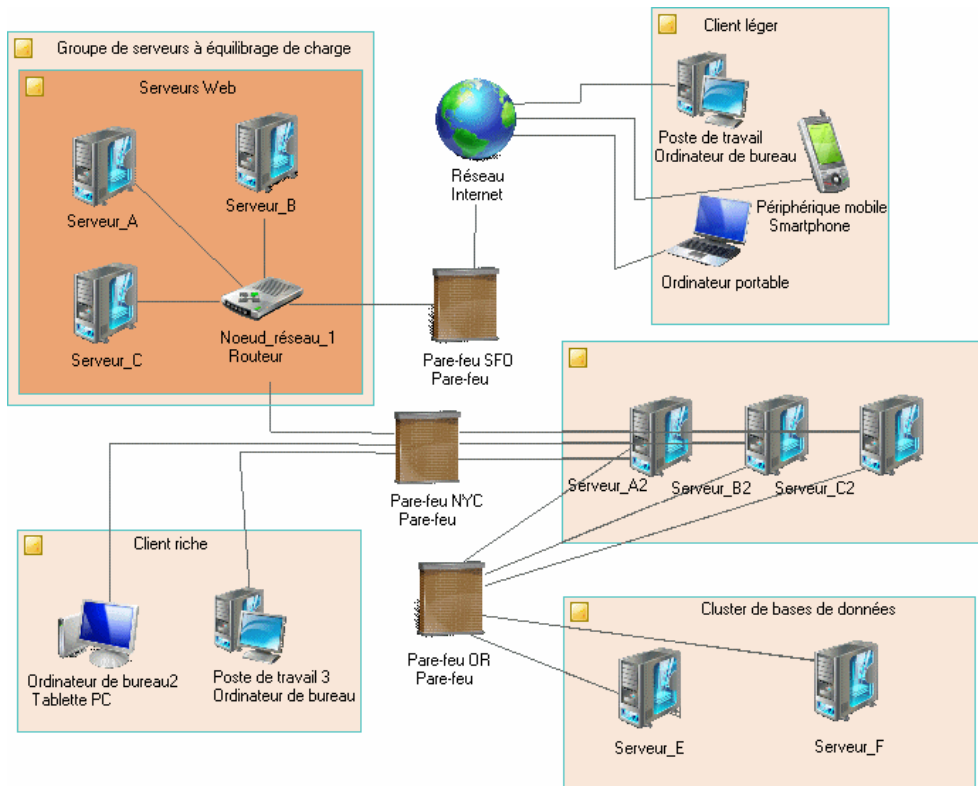 Groupe de serveurs à équilibrage de charge
Serveurs Web
Serveur_A
Serveur_B
Serveur_C
Noeud_réseau_1
Routeur
Réseau
Internet
Client léger
Poste de travail
Ordinateur de bureau
Périphérique mobile
Smartphone
Ordinateur portable
Pare-feu SFO
Pare-feu
Pare-feu NYC
Pare-feu
Serveur_A2
Serveur_B2
Serveur_C2
Client riche
Ordinateur de bureau2
Tablette PC
Poste de travail 3
Ordinateur de bureau
Pare-feu OR
Pare-feu
Cluster de bases de données
Serveur_E
Serveur_F